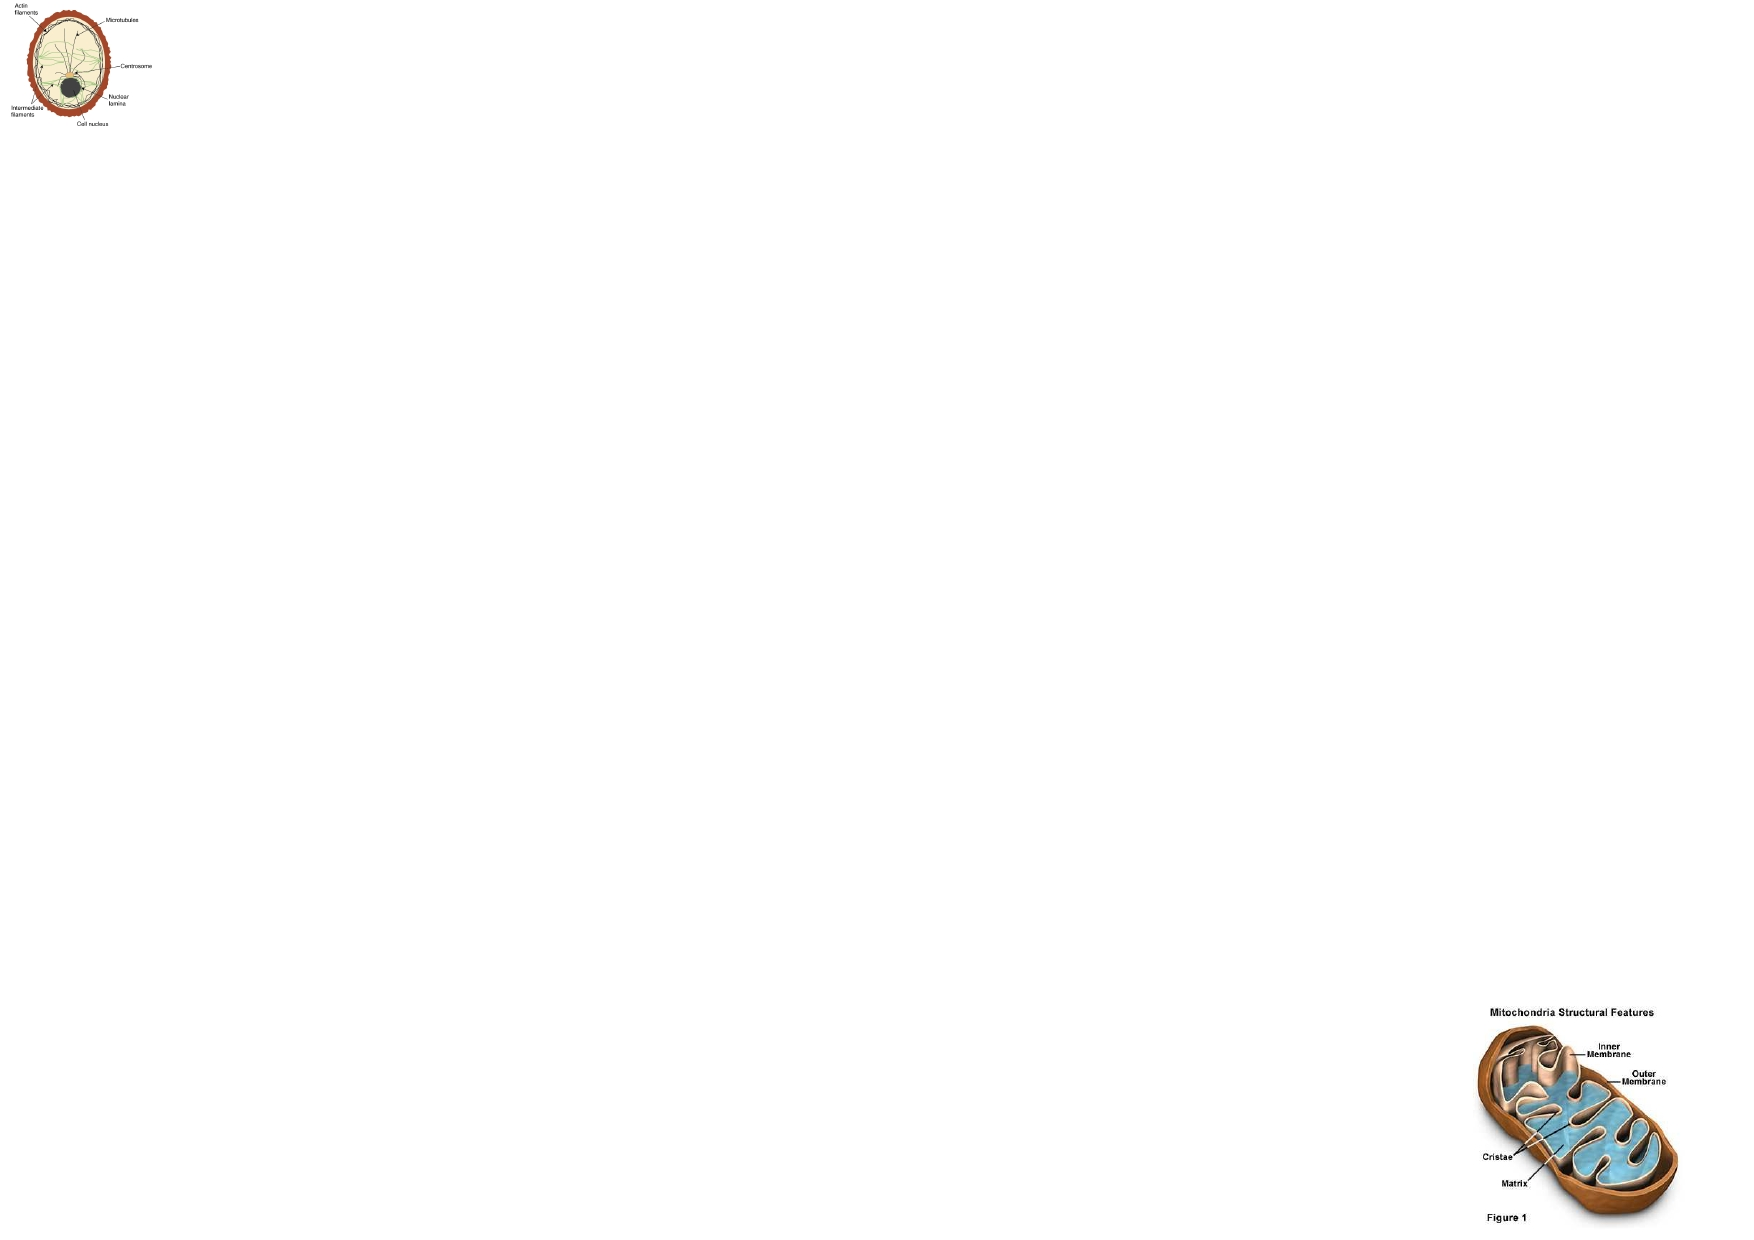 Actin
filaments
Microtubules
Centrosome
Nuclear
lamina
Intermediate
filaments
Cell nucleus
Mitochondria Structural Features
Inner
Membrane
Outer
Membrane
Cristae
Matrix
Figure 1